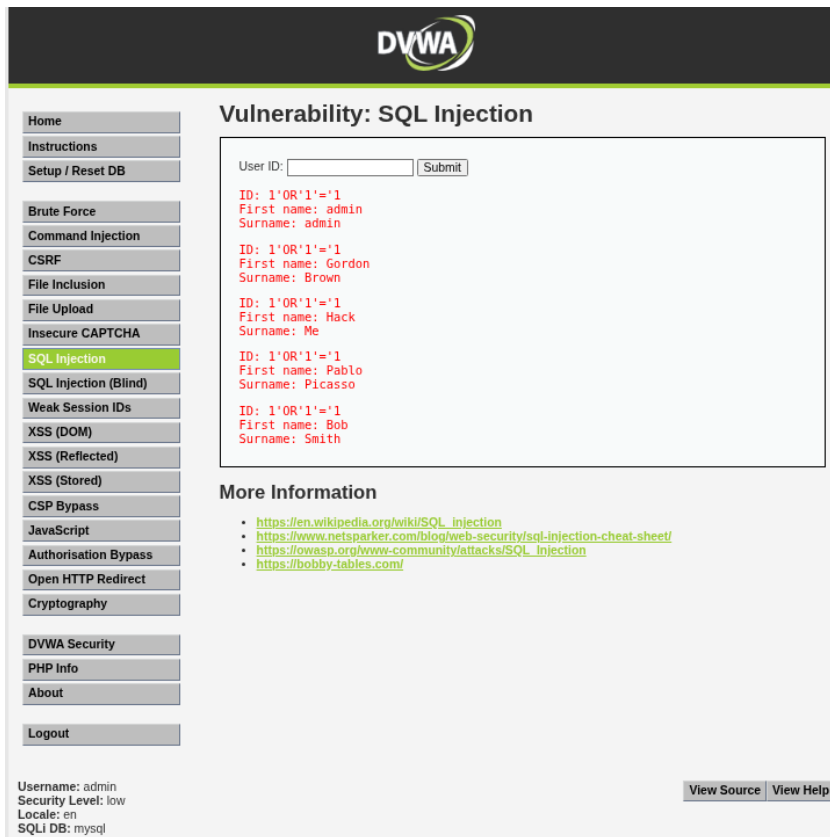 DVWA
Home
Instructions
Setup / Reset DB
Brute Force
Command Injection
CSRF
File Inclusion
File Upload
Insecure CAPTCHA
SQL Injection
SQL Injection (Blind)
Weak Session IDs
XSS (DOM)
XSS (Reflected)
XSS (Stored)
CSP Bypass
JavaScript
Authorisation Bypass
Open HTTP Redirect
Cryptography
DVWA Security
PHP Info
About
Logout
Vulnerability: SQL Injection
User ID: Submit
ID: 1'OR'1'='1
First name: admin
Surname: admin
ID: 1'OR'1'='1
First name: Gordon
Surname: Brown
ID: 1'OR'1'='1
First name: Hack
Surname: Me
ID: 1'OR'1'='1
First name: Pablo
Surname: Picasso
ID: 1'OR'1'='1
First name: Bob
Surname: Smith
More Information
• https://en.wikipedia.org/wiki/SQL_injection
• https://www.netsparker.com/blog/web-security/sql-injection-cheat-sheet/
• https://owasp.org/www-community/attacks/SQL_Injection
• https://bobby-tables.com/
Username: admin
Security Level: low
Locale: en
SQLi DB: mysql
View Source View Help